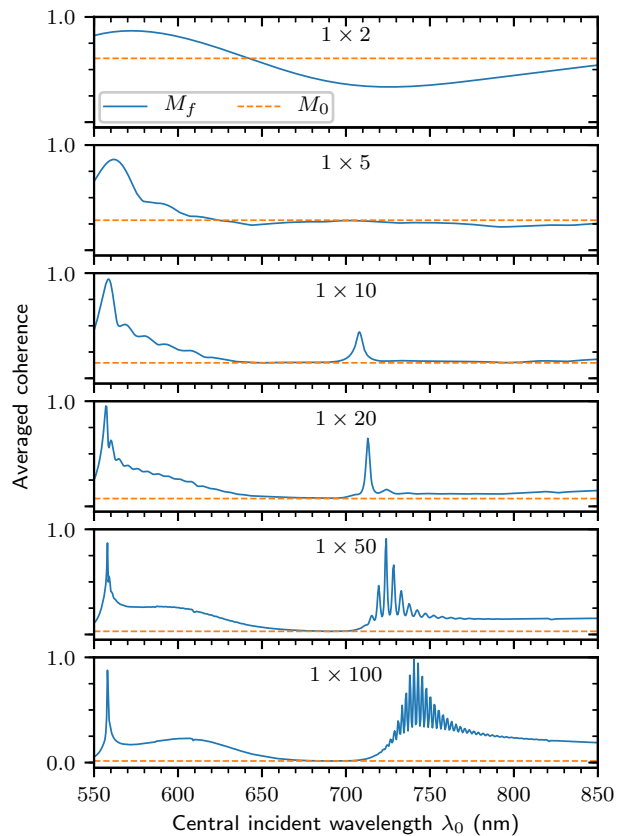 1.0
1 × 2
M_f M_0
1.0
1 × 5
1.0
1 × 10
Averaged coherence
1.0
1 × 20
1.0
1 × 50
1.0
1 × 100
0.0
550 600 650 700 750 800 850
Central incident wavelength λ_0 (nm)